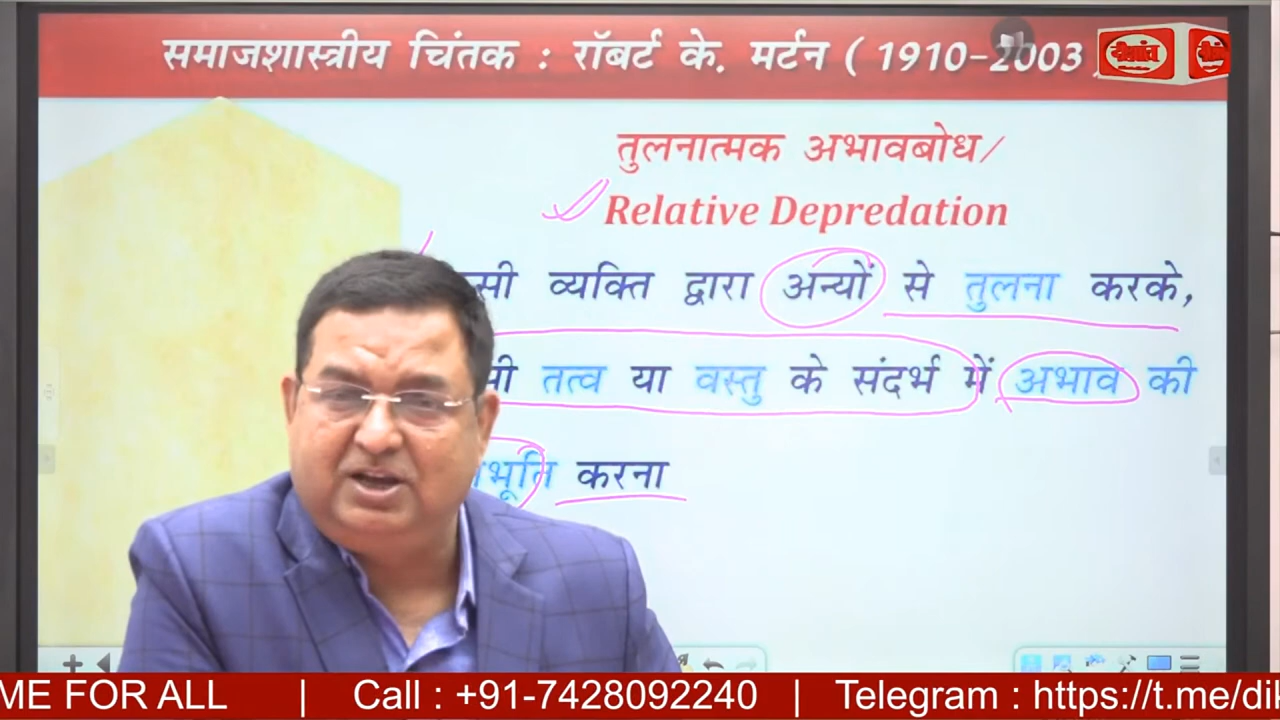 समाजशास्त्रीय चिंतक : रॉबर्ट के. मर्टन ( 1910-2003
दीक्षांत
तुलनात्मक अभावबोध/
Relative Depredation
व्यक्ति द्वारा अन्यों से तुलना करके,
तत्व या वस्तु के संदर्भ में अभाव की
करना
ME FOR ALL | Call : +91-7428092240 | Telegram : https://t.me/dil